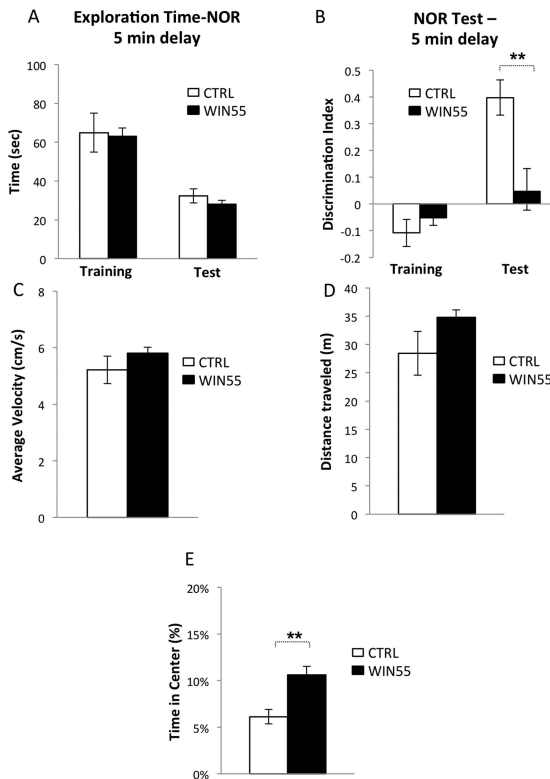 A
Exploration Time-NOR
5 min delay
100
80
60
40
20
0
Time (sec)
CTRL
WIN55
Training
Test
B
NOR Test –
5 min delay
**
0.5
0.4
0.3
0.2
0.1
0
-0.1
-0.2
Discrimination Index
CTRL
WIN55
Training
Test
C
8
6
4
2
0
Average Velocity (cm/s)
CTRL
WIN55
D
40
35
30
25
20
15
10
5
0
Distance traveled (m)
CTRL
WIN55
E
20%
15%
10%
5%
0%
Time in Center (%)
**
CTRL
WIN55